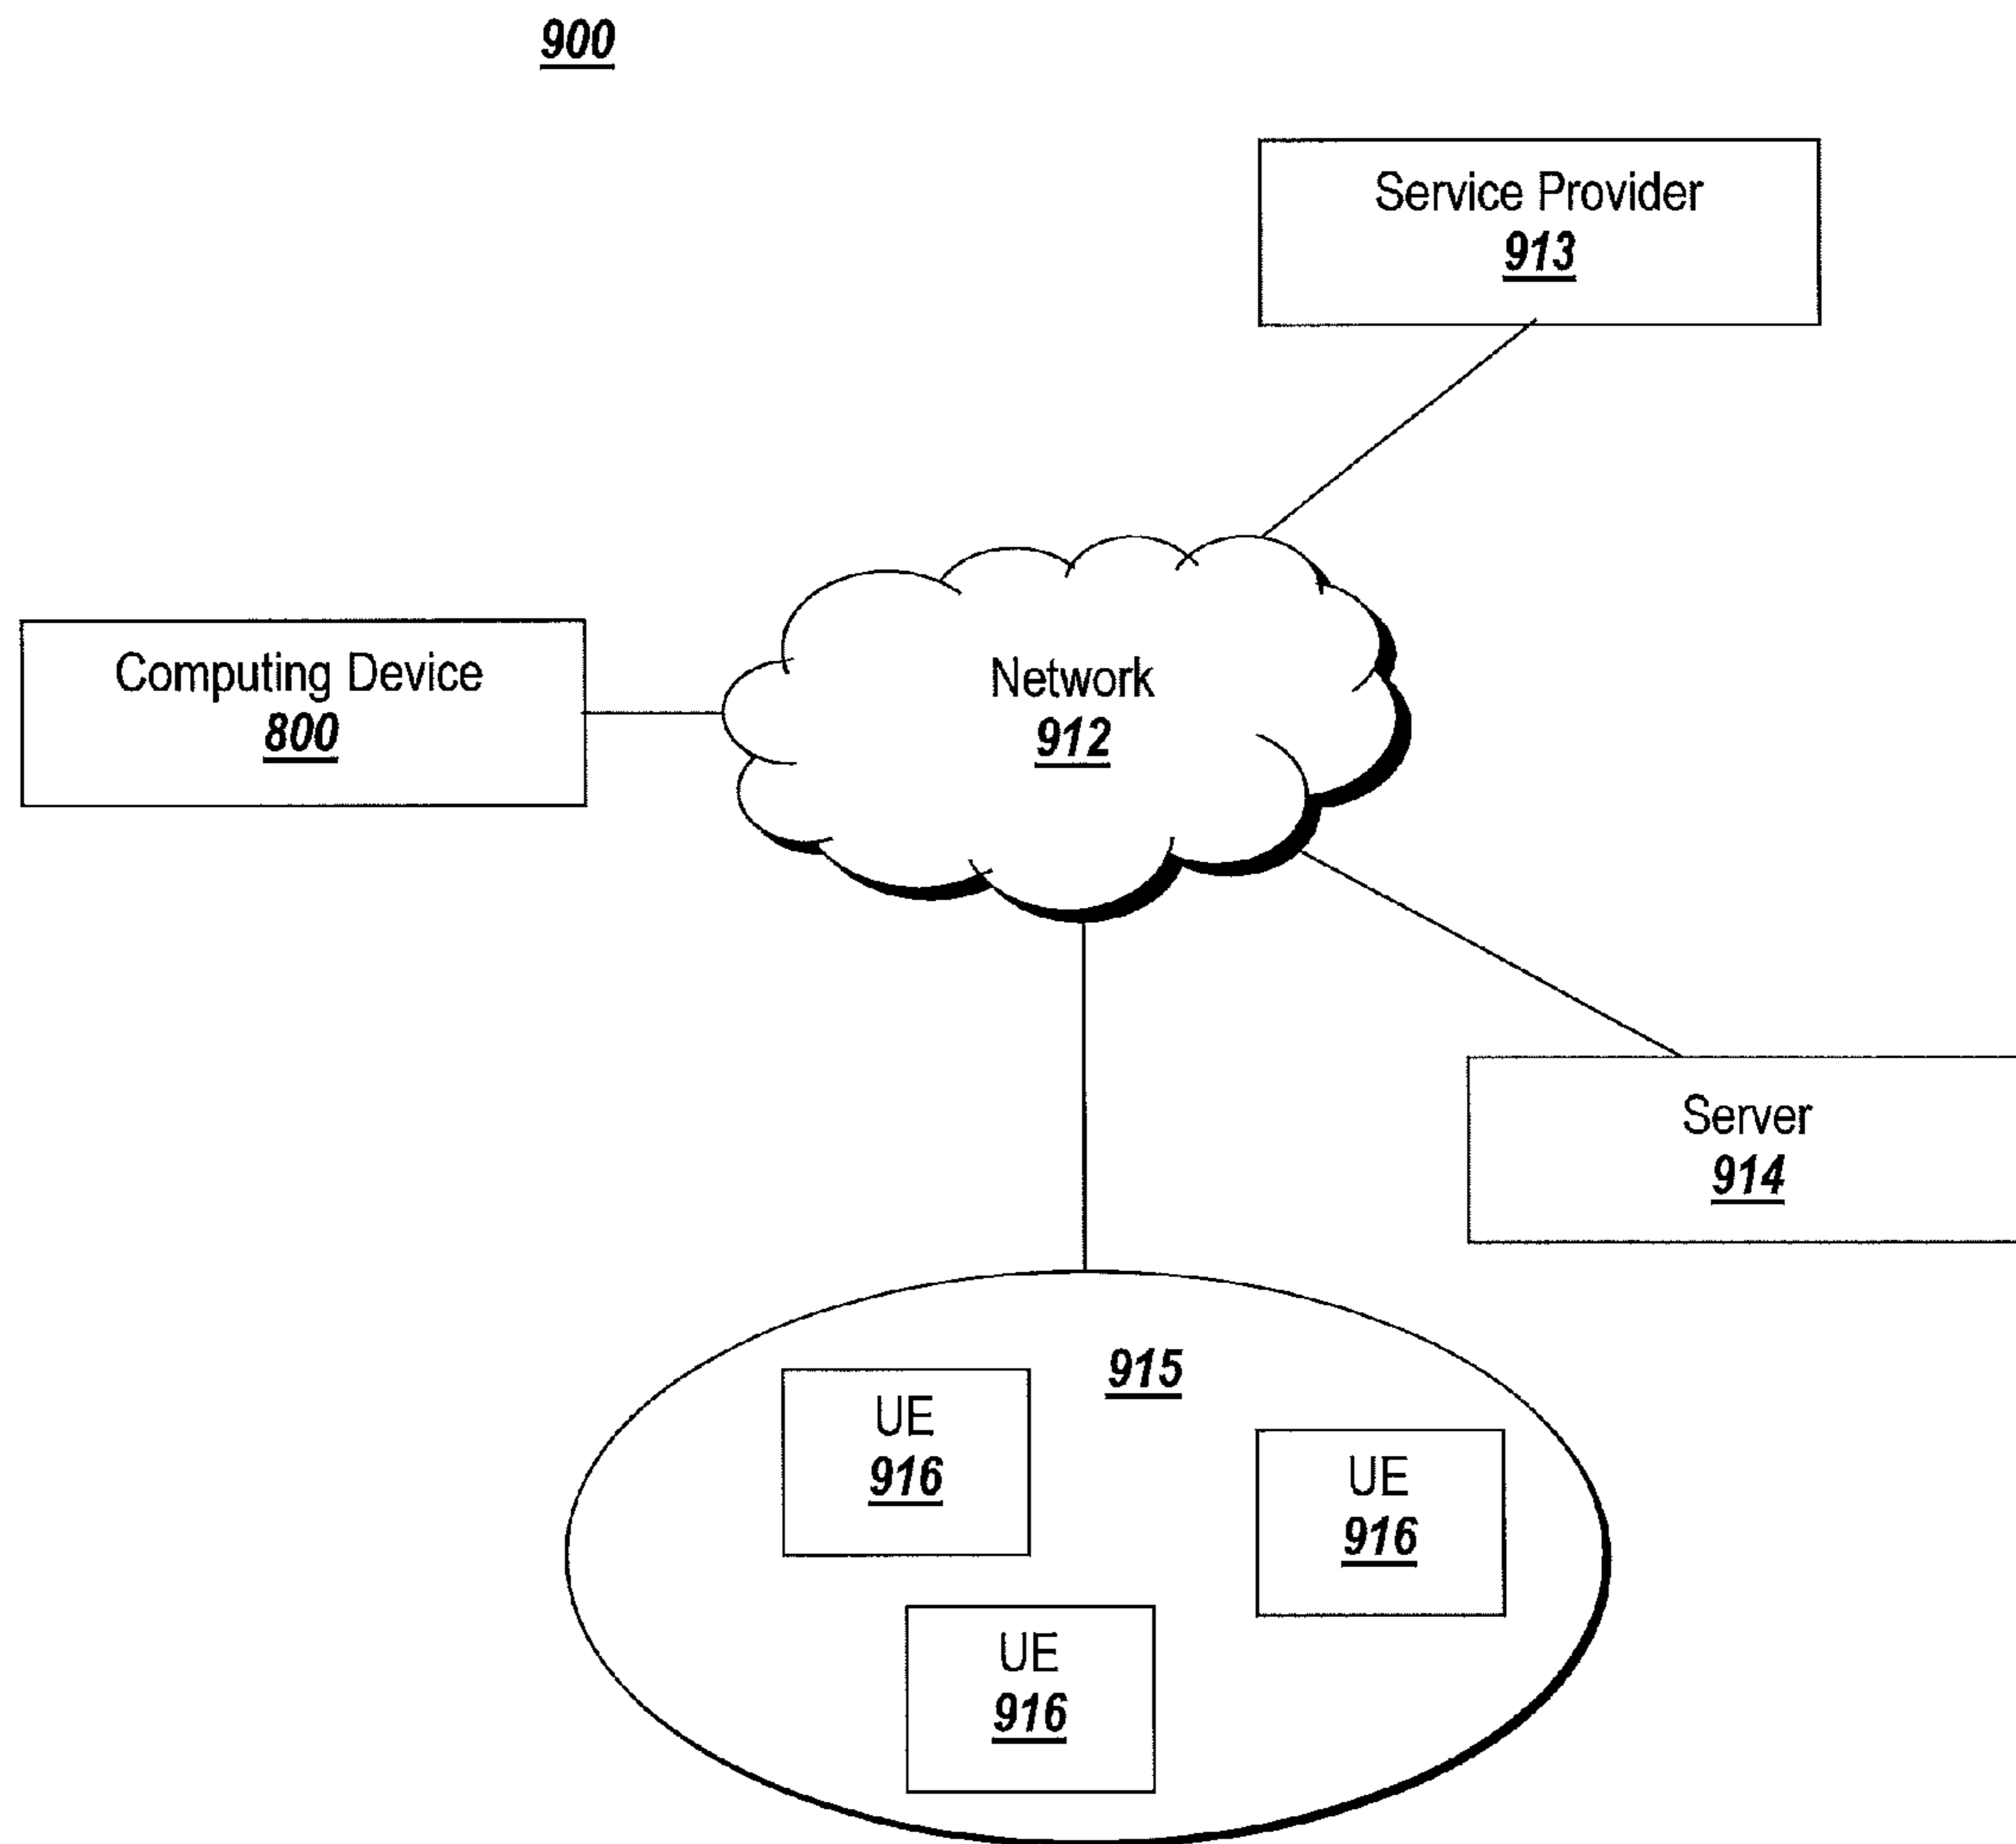 900
Service Provider
913
Computing Device
800
Network
912
Server
914
915
UE
916
UE
916
UE
916